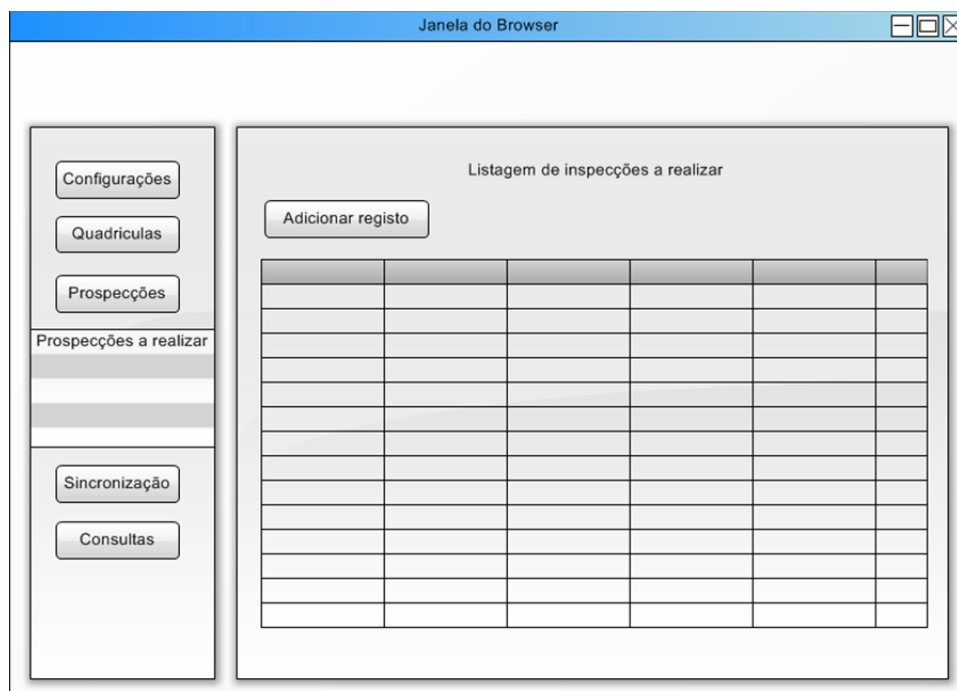 Janela do Browser
Configurações
Quadriculas
Prospecções
Prospecções a realizar
Sincronização
Consultas
Listagem de inspecções a realizar
Adicionar registo